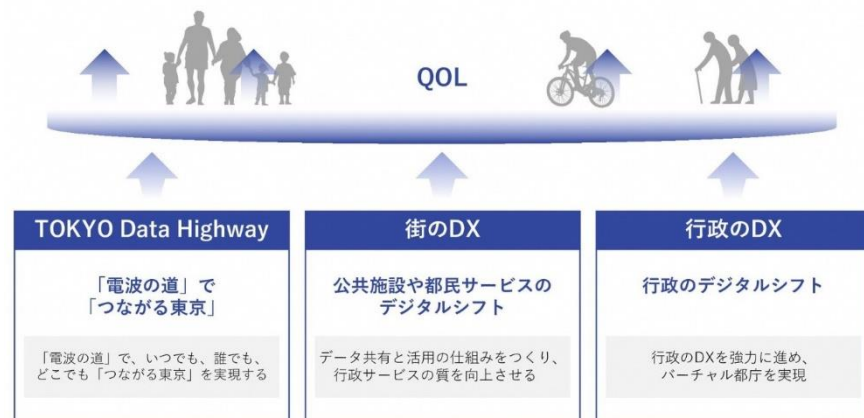 QOL
TOKYO Data Highway
「電波の道」で
「つながる東京」
「電波の道」で、いつでも、誰でも、
どこでも「つながる東京」を実現する
街のDX
公共施設や都民サービスの
デジタルシフト
データ共有と活用の仕組みをつくり、
行政サービスの質を向上させる
行政のDX
行政のデジタルシフト
行政のDXを強力に進め、
バーチャル都庁を実現